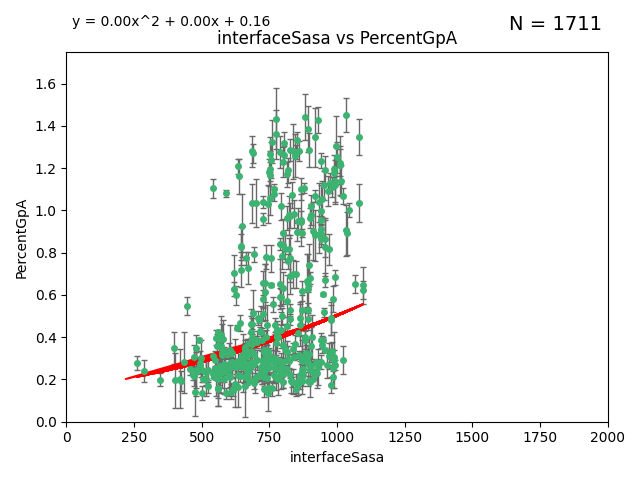 y = 0.00x^2 + 0.00x + 0.16
N = 1711
interfaceSasa vs PercentGpA
PercentGpA
1.6
1.4
1.2
1.0
0.8
0.6
0.4
0.2
0.0
0 250 500 750 1000 1250 1500 1750 2000
interfaceSasa